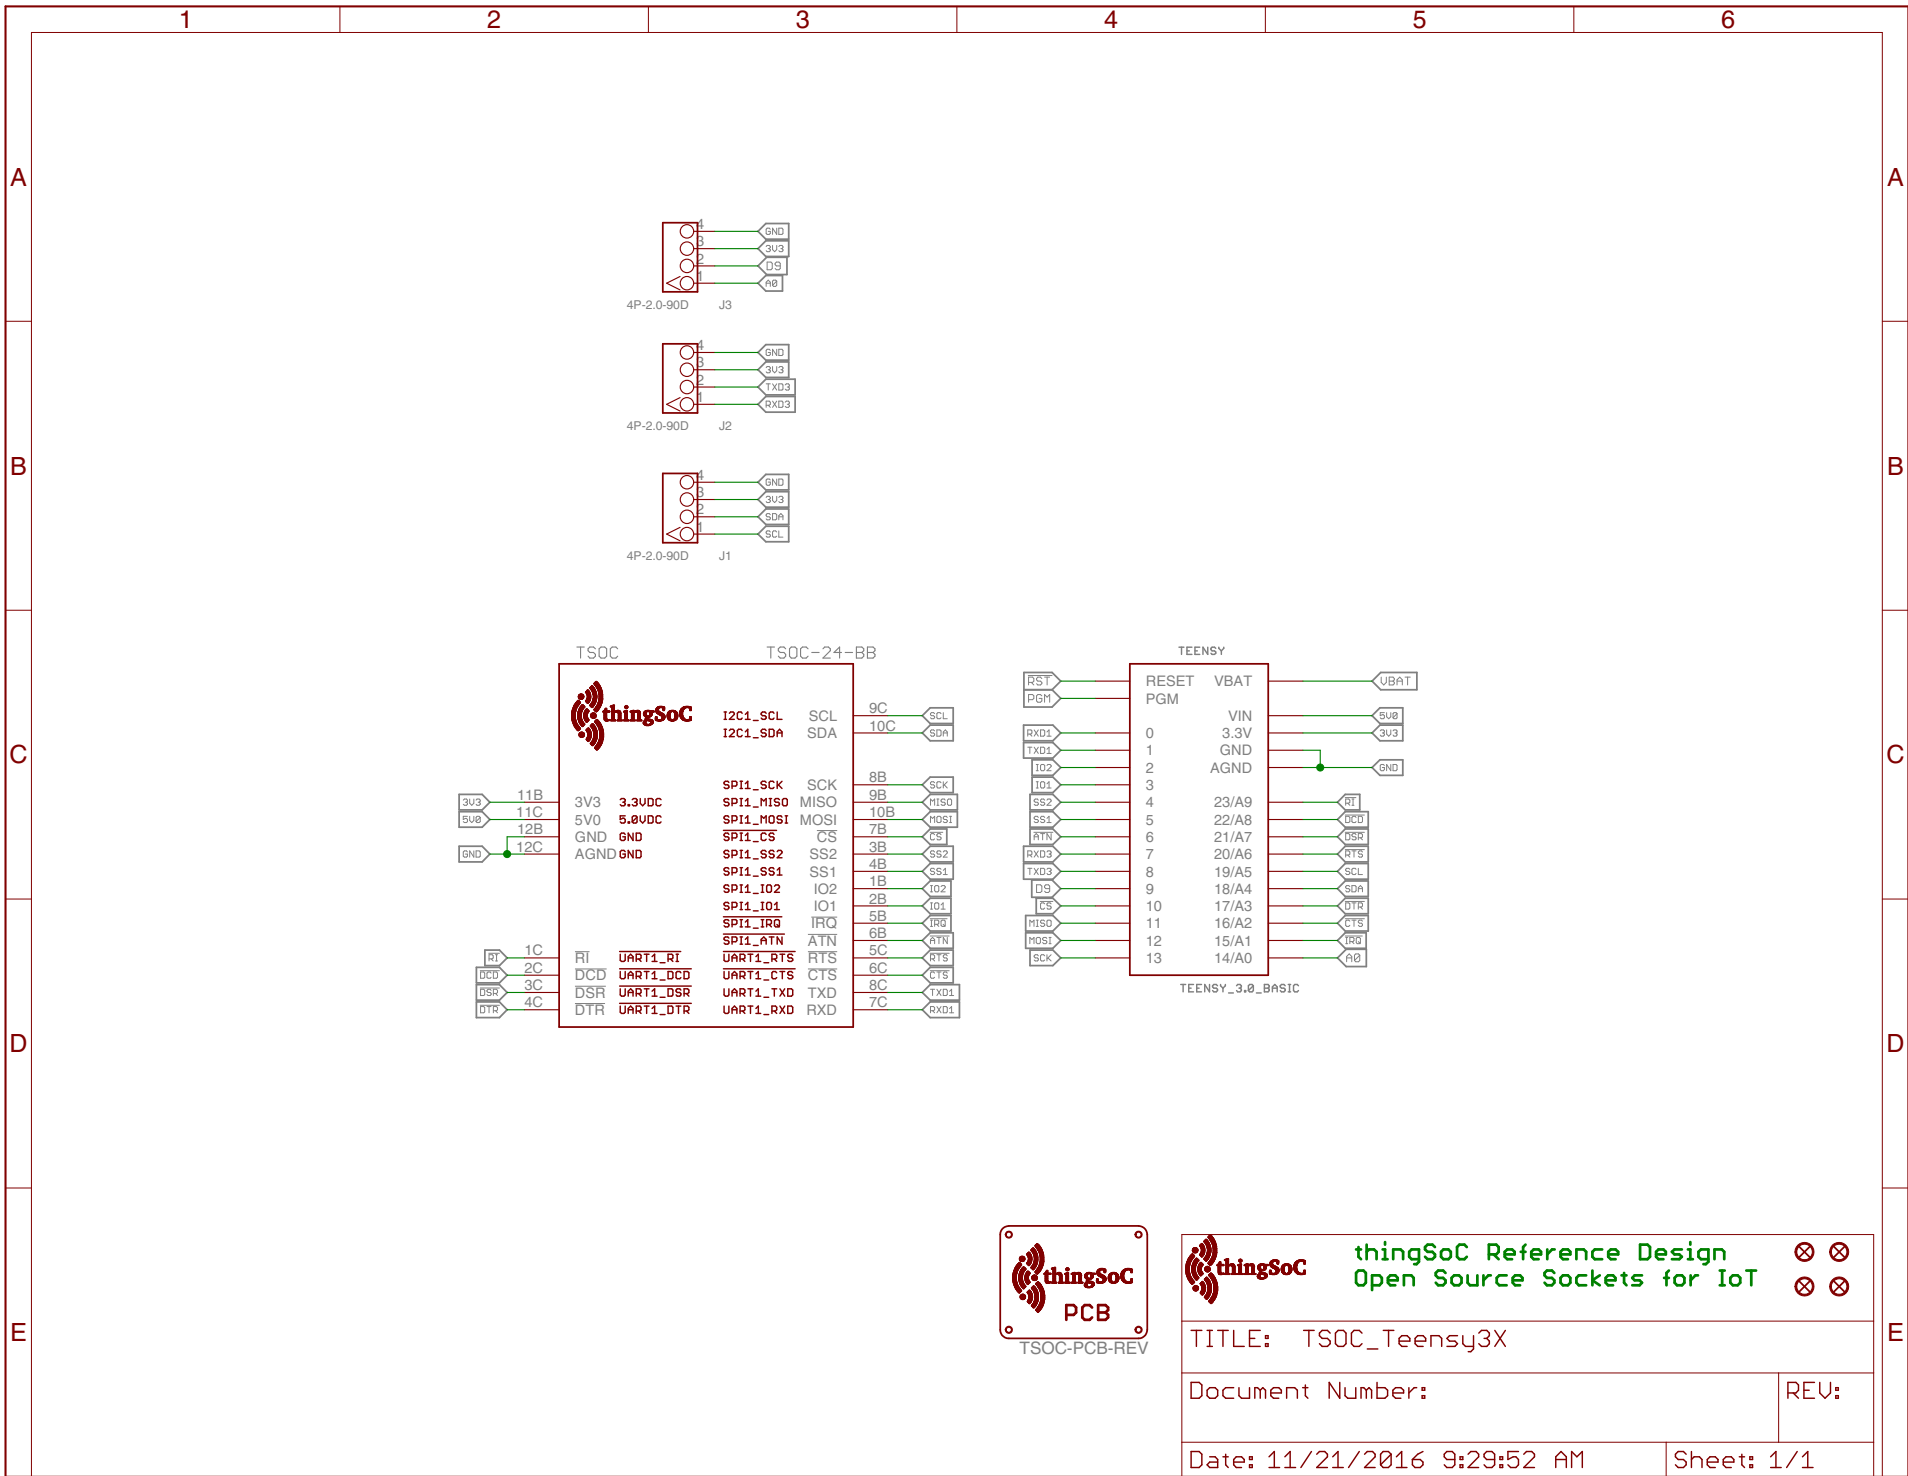 1 2 3 4 5 6
A A
4 GND
3 3V3
2 D9
1 A0
4P-2.0-90D J3
4 GND
3 3V3
2 TXD3
1 RXD3
4P-2.0-90D J2
B B
4 GND
3 3V3
2 SDA
1 SCL
4P-2.0-90D J1
TSOC TSOC-24-BB
thingSoC
I2C1_SCL SCL 9C SCL
I2C1_SDA SDA 10C SDA
SPI1_SCK SCK 8B SCK
3V3 11B 3V3 3.3VDC SPI1_MISO MISO 9B MISO
5V0 11C 5V0 5.0VDC SPI1_MOSI MOSI 10B MOSI
12B GND GND SPI1_CS CS 7B CS
GND 12C AGND GND SPI1_SS2 SS2 3B SS2
SPI1_SS1 SS1 4B SS1
SPI1_IO2 IO2 1B IO2
SPI1_IO1 IO1 2B IO1
SPI1_IRQ IRQ 5B IRQ
SPI1_ATN ATN 6B ATN
RI 1C RI UART1_RI UART1_RTS RTS 5C RTS
DCD 2C DCD UART1_DCD UART1_CTS CTS 6C CTS
DSR 3C DSR UART1_DSR UART1_TXD TXD 8C TXD1
DTR 4C DTR UART1_DTR UART1_RXD RXD 7C RXD1
TEENSY
RST RESET VBAT VBAT
PGM PGM
VIN 5V0
RXD1 0 3.3V 3V3
TXD1 1 GND
IO2 2 AGND GND
IO1 3
SS2 4 23/A9 RI
SS1 5 22/A8 DCD
ATN 6 21/A7 DSR
RXD3 7 20/A6 RTS
TXD3 8 19/A5 SCL
D9 9 18/A4 SDA
CS 10 17/A3 DTR
MISO 11 16/A2 CTS
MOSI 12 15/A1 IRQ
SCK 13 14/A0 A0
TEENSY_3.0_BASIC
C C
D D
E E
thingSoC
PCB
TSOC-PCB-REV
thingSoC
thingSoC Reference Design
Open Source Sockets for IoT
TITLE: TSOC_Teensy3X
Document Number:
REV:
Date: 11/21/2016 9:29:52 AM
Sheet: 1/1